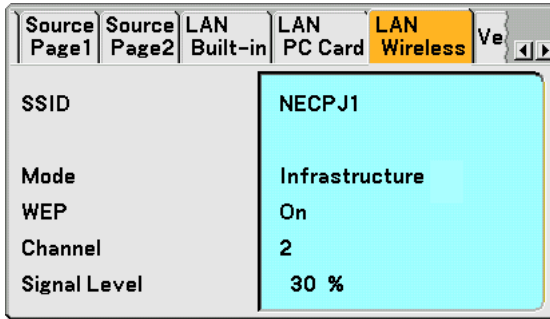 Source Page1 Source Page2 LAN Built-in LAN PC Card LAN Wireless Ve
SSID NECPJ1
Mode Infrastructure
WEP On
Channel 2
Signal Level 30 %